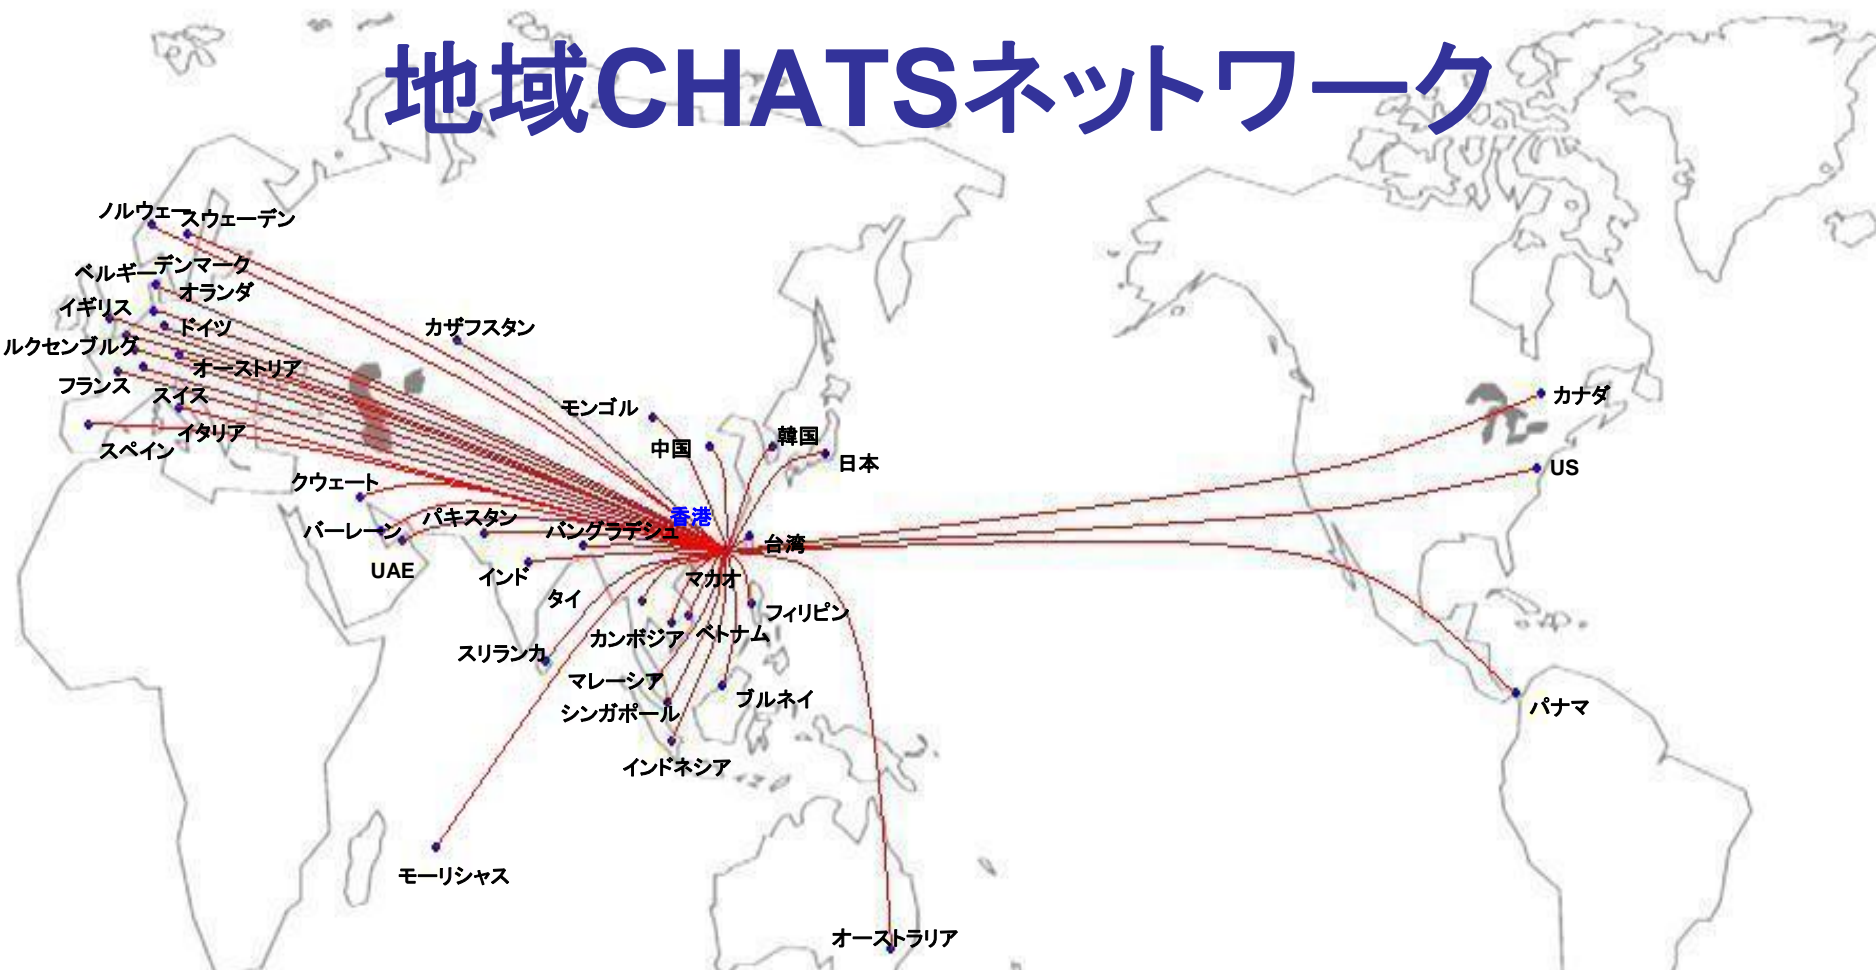 地域CHATSネットワーク
ノルウェー
スウェーデン
ベルギー
デンマーク
オランダ
イギリス
ドイツ
カザフスタン
ルクセンブルグ
オーストリア
フランス
スイス
カナダ
モンゴル
イタリア
韓国
中国
スペイン
日本
US
クウェート
香港
パキスタン
バーレーン
バングラデシュ
台湾
UAE
インド
マカオ
タイ
フィリピン
カンボジア
ベトナム
スリランカ
マレーシア
ブルネイ
シンガポール
パナマ
インドネシア
モーリシャス
オーストラリア